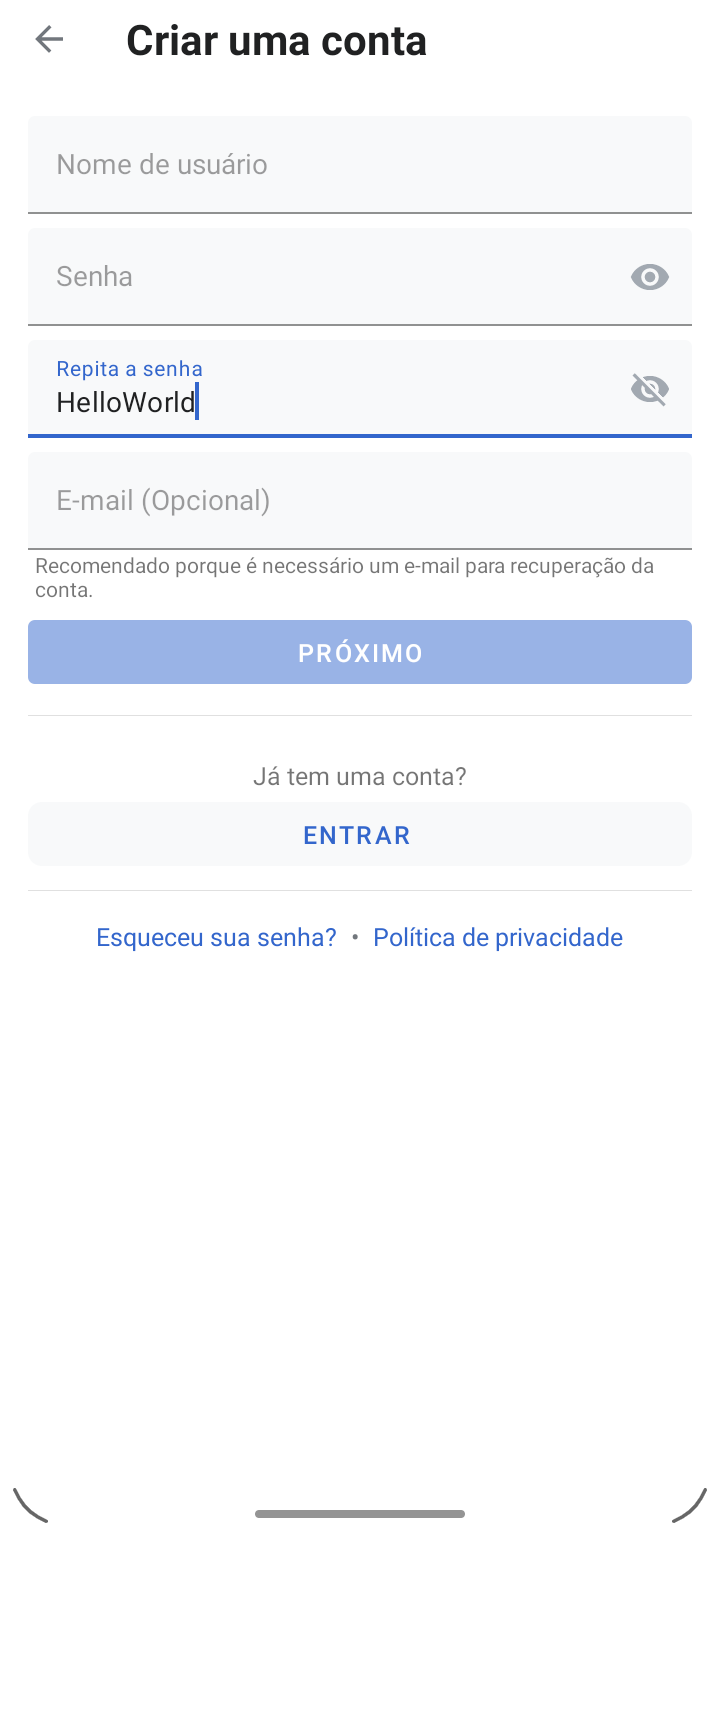 Criar uma conta
Nome de usuário
Senha
Repita a senha
HelloWorld
E-mail (Opcional)
Recomendado porque é necessário um e-mail para recuperação da
conta.
PRÓXIMO
Já tem uma conta?
ENTRAR
Esqueceu sua senha? • Política de privacidade